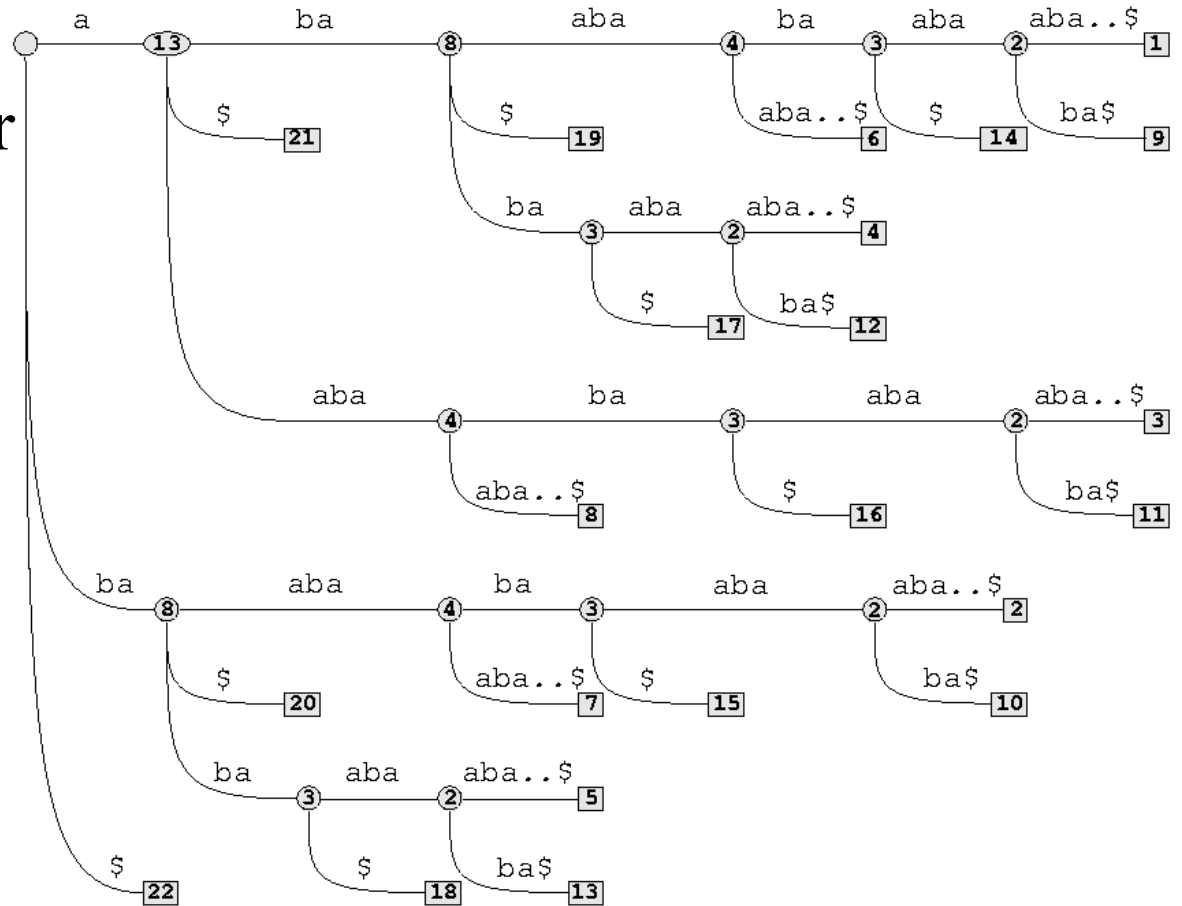 a ba aba ba aba aba..$
13 8 4 3 2 1
r $ $ aba..$ $ ba$
21 19 6 14 9
ba aba aba..$
3 2 4
$ ba$
17 12
aba ba aba aba..$
4 3 2 3
aba..$ $ ba$
8 16 11
ba aba ba aba aba..$
8 4 3 2 2
$ aba..$ $ ba$
20 7 15 10
ba aba aba..$
3 2 5
$ $ ba$
22 18 13